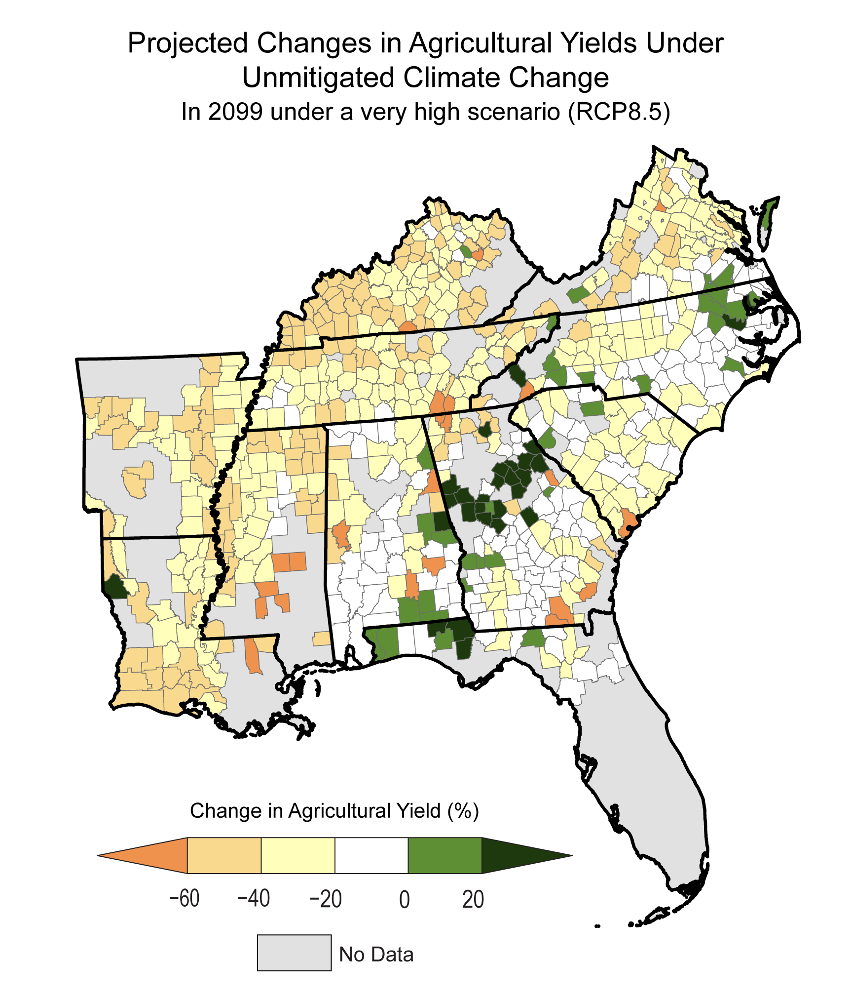 Projected Changes in Agricultural Yields Under
Unmitigated Climate Change
In 2099 under a very high scenario (RCP8.5)
Change in Agricultural Yield (%)
−60 −40 −20 0 20
No Data